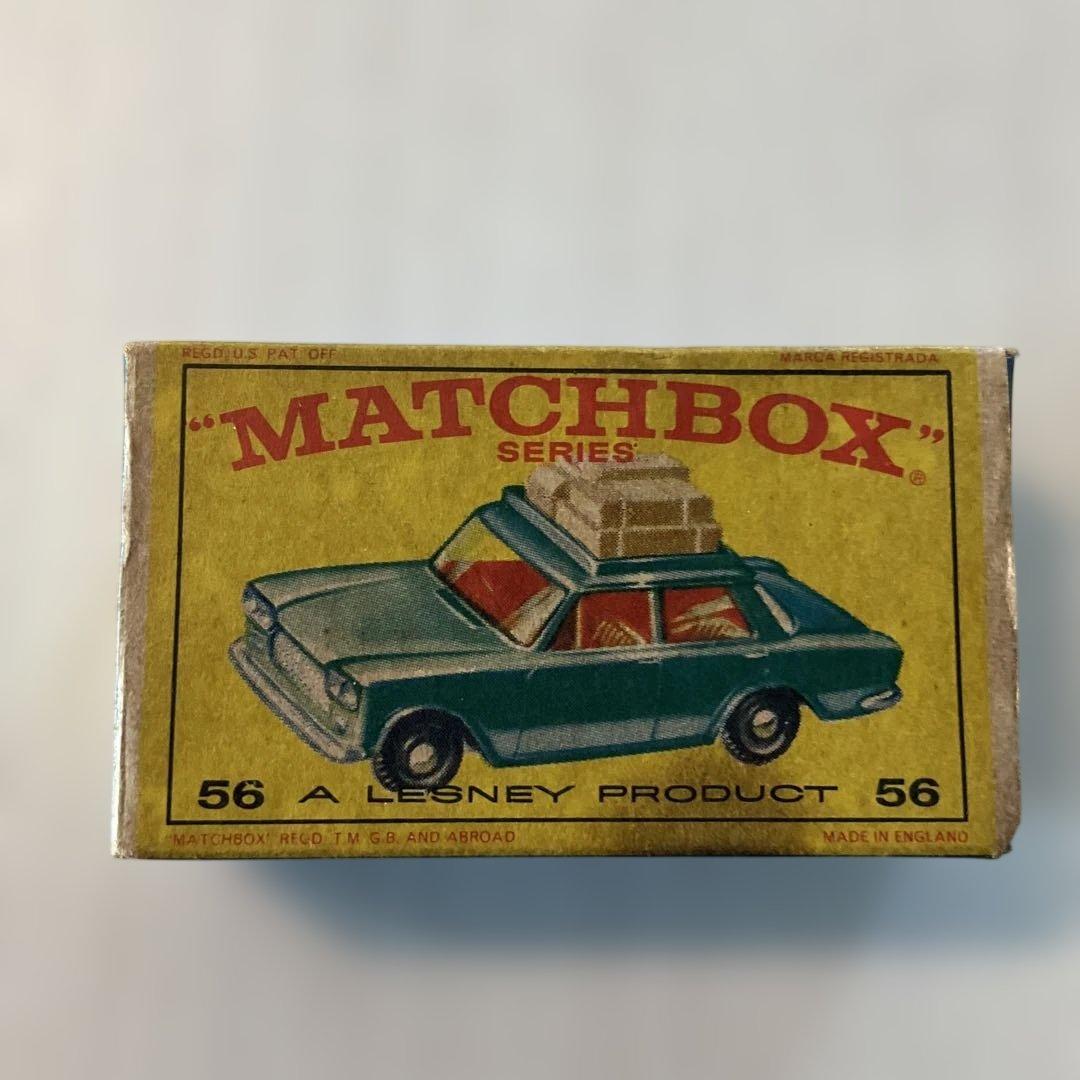 REGD. U.S PAT OFF MARCA REGISTRADA
"MATCHBOX"®
SERIES
56 A LESNEY PRODUCT 56
'MATCHBOX' REGD T M G.B. AND ABROAD MADE IN ENGLAND